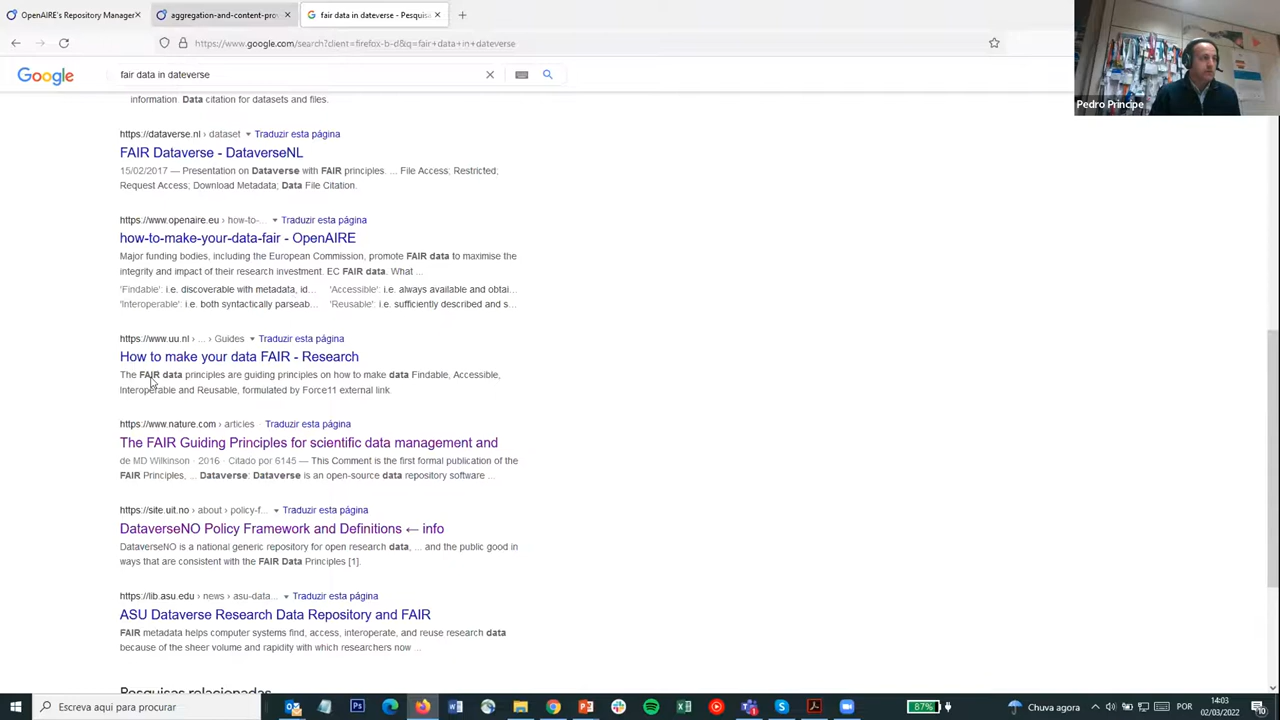 OpenAIRE's Repository Manager
aggregation-and-content-pro
fair data in dateverse - Pesquisa
https://www.google.com/search?client=firefox-b-d&q=fair+data+in+dateverse
Google
fair data in dateverse
Pedro Principe
information. Data citation for datasets and files.
https://dataverse.nl › dataset Traduzir esta página
FAIR Dataverse - DataverseNL
15/02/2017 — Presentation on Dataverse with FAIR principles. ... File Access; Restricted;
Request Access; Download Metadata; Data File Citation.
https://www.openaire.eu › how-to-... Traduzir esta página
how-to-make-your-data-fair - OpenAIRE
Major funding bodies, including the European Commission, promote FAIR data to maximise the
integrity and impact of their research investment. EC FAIR data. What ...
'Findable': i.e. discoverable with metadata, id... 'Accessible': i.e. always available and obtai...
'Interoperable': i.e. both syntactically parseab... 'Reusable': i.e. sufficiently described and s...
https://www.uu.nl › ... › Guides Traduzir esta página
How to make your data FAIR - Research
The FAIR data principles are guiding principles on how to make data Findable, Accessible,
Interoperable and Reusable, formulated by Force11 external link
https://www.nature.com › articles Traduzir esta página
The FAIR Guiding Principles for scientific data management and
de MD Wilkinson · 2016 · Citado por 6145 — This Comment is the first formal publication of the
FAIR Principles, ... Dataverse: Dataverse is an open-source data repository software ...
https://site.uit.no › about › policy-f... Traduzir esta página
DataverseNO Policy Framework and Definitions ← info
DataverseNO is a national generic repository for open research data, ... and the public good in
ways that are consistent with the FAIR Data Principles [1].
https://lib.asu.edu › news › asu-data... Traduzir esta página
ASU Dataverse Research Data Repository and FAIR
FAIR metadata helps computer systems find, access, interoperate, and reuse research data
because of the sheer volume and rapidity with which researchers now ...
Pesquisas relacionadas
Escreva aqui para procurar
87%
Chuva agora
POR
14:03
02/03/2022
10